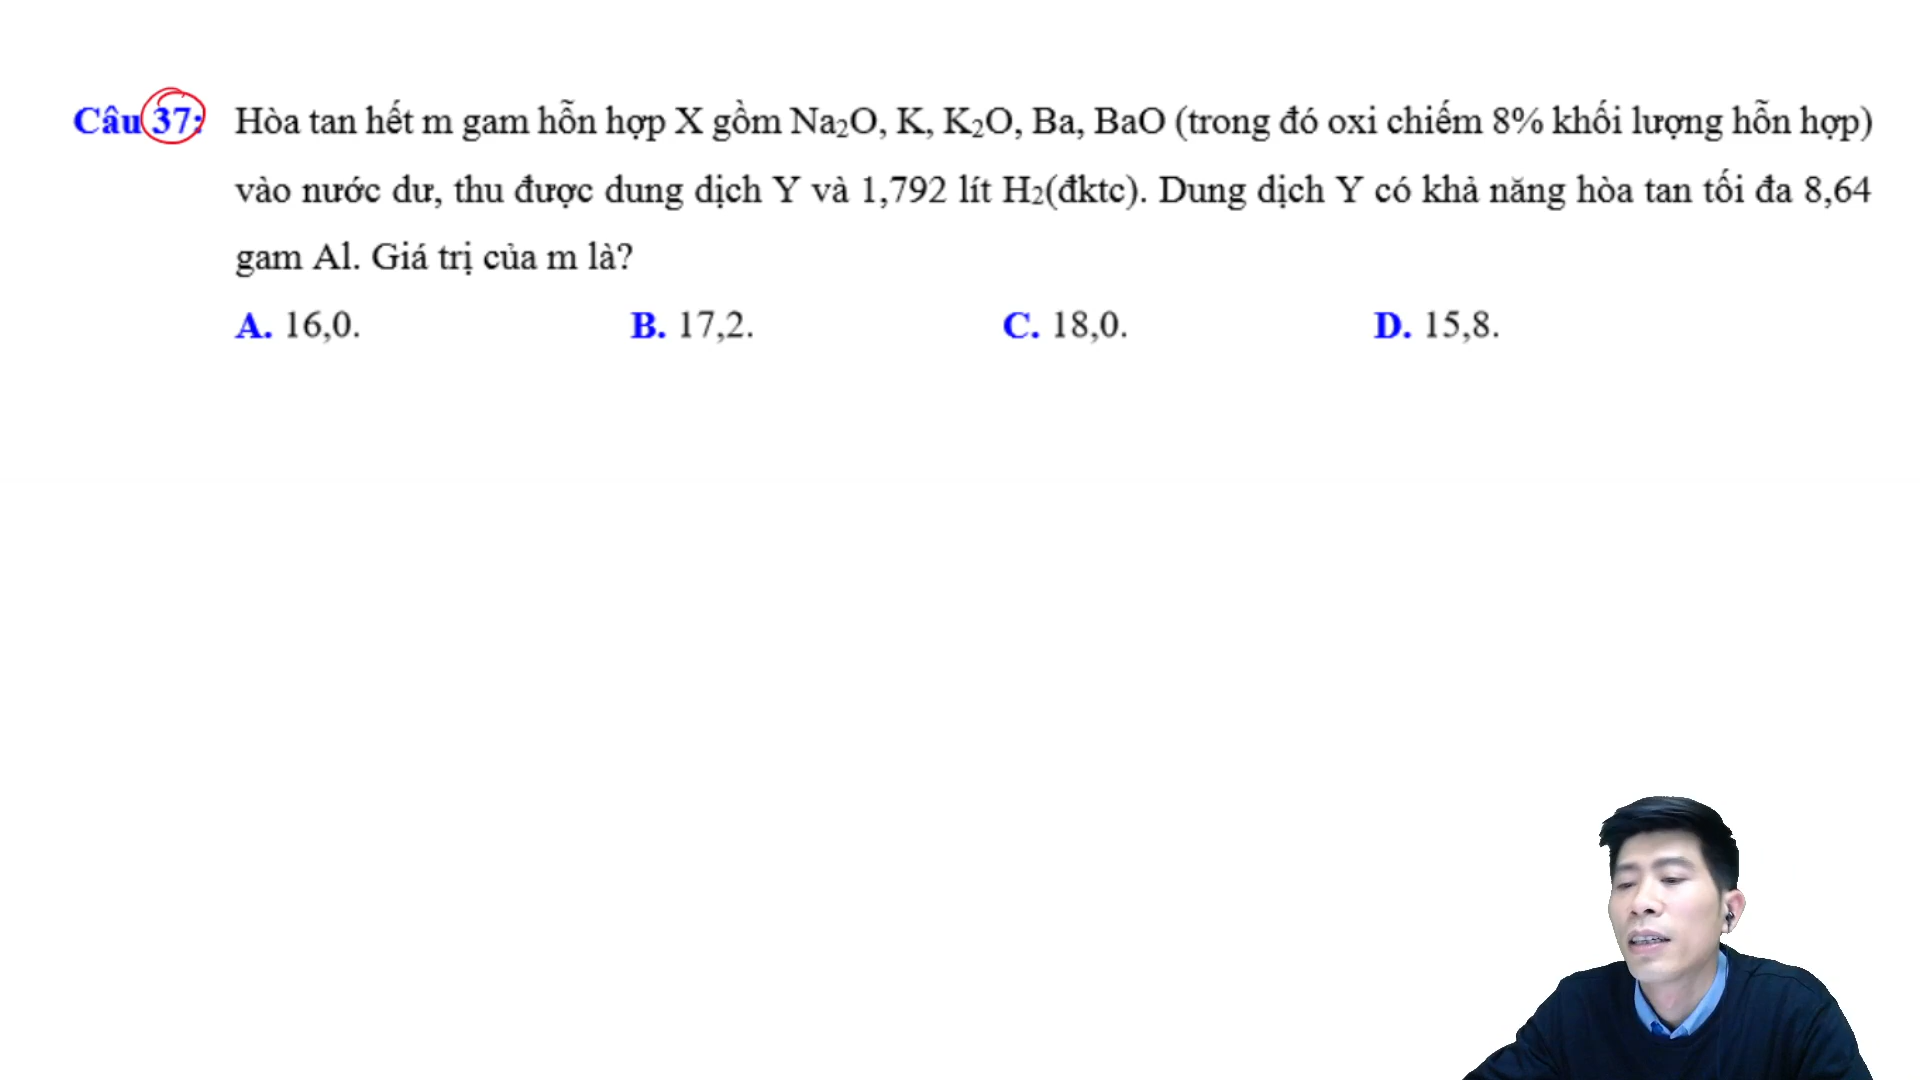 Câu 37: Hòa tan hết m gam hỗn hợp X gồm Na₂O, K, K₂O, Ba, BaO (trong đó oxi chiếm 8% khối lượng hỗn hợp)
vào nước dư, thu được dung dịch Y và 1,792 lít H₂(đktc). Dung dịch Y có khả năng hòa tan tối đa 8,64
gam Al. Giá trị của m là?
A. 16,0. B. 17,2. C. 18,0. D. 15,8.